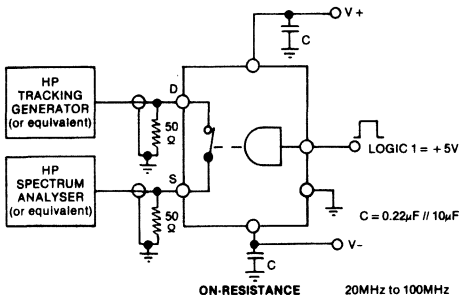 V +
C
HP
TRACKING
GENERATOR
(or equivalent)
D
50
Ω
LOGIC 1 = + 5V
HP
SPECTRUM
ANALYSER
(or equivalent)
S
50
Ω
C = 0.22μF // 10μF
V–
C
ON-RESISTANCE 20MHz to 100MHz